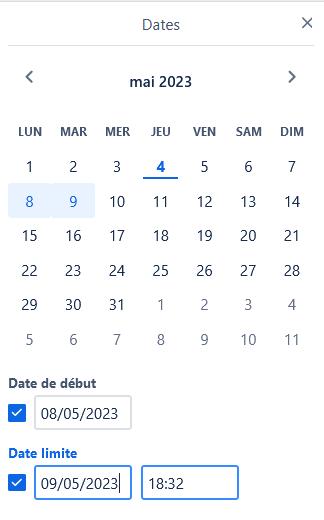 Dates
mai 2023
LUN MAR MER JEU VEN SAM DIM
1 2 3 4 5 6 7
8 9 10 11 12 13 14
15 16 17 18 19 20 21
22 23 24 25 26 27 28
29 30 31 1 2 3 4
5 6 7 8 9 10 11
Date de début
08/05/2023
Date limite
09/05/2023 18:32